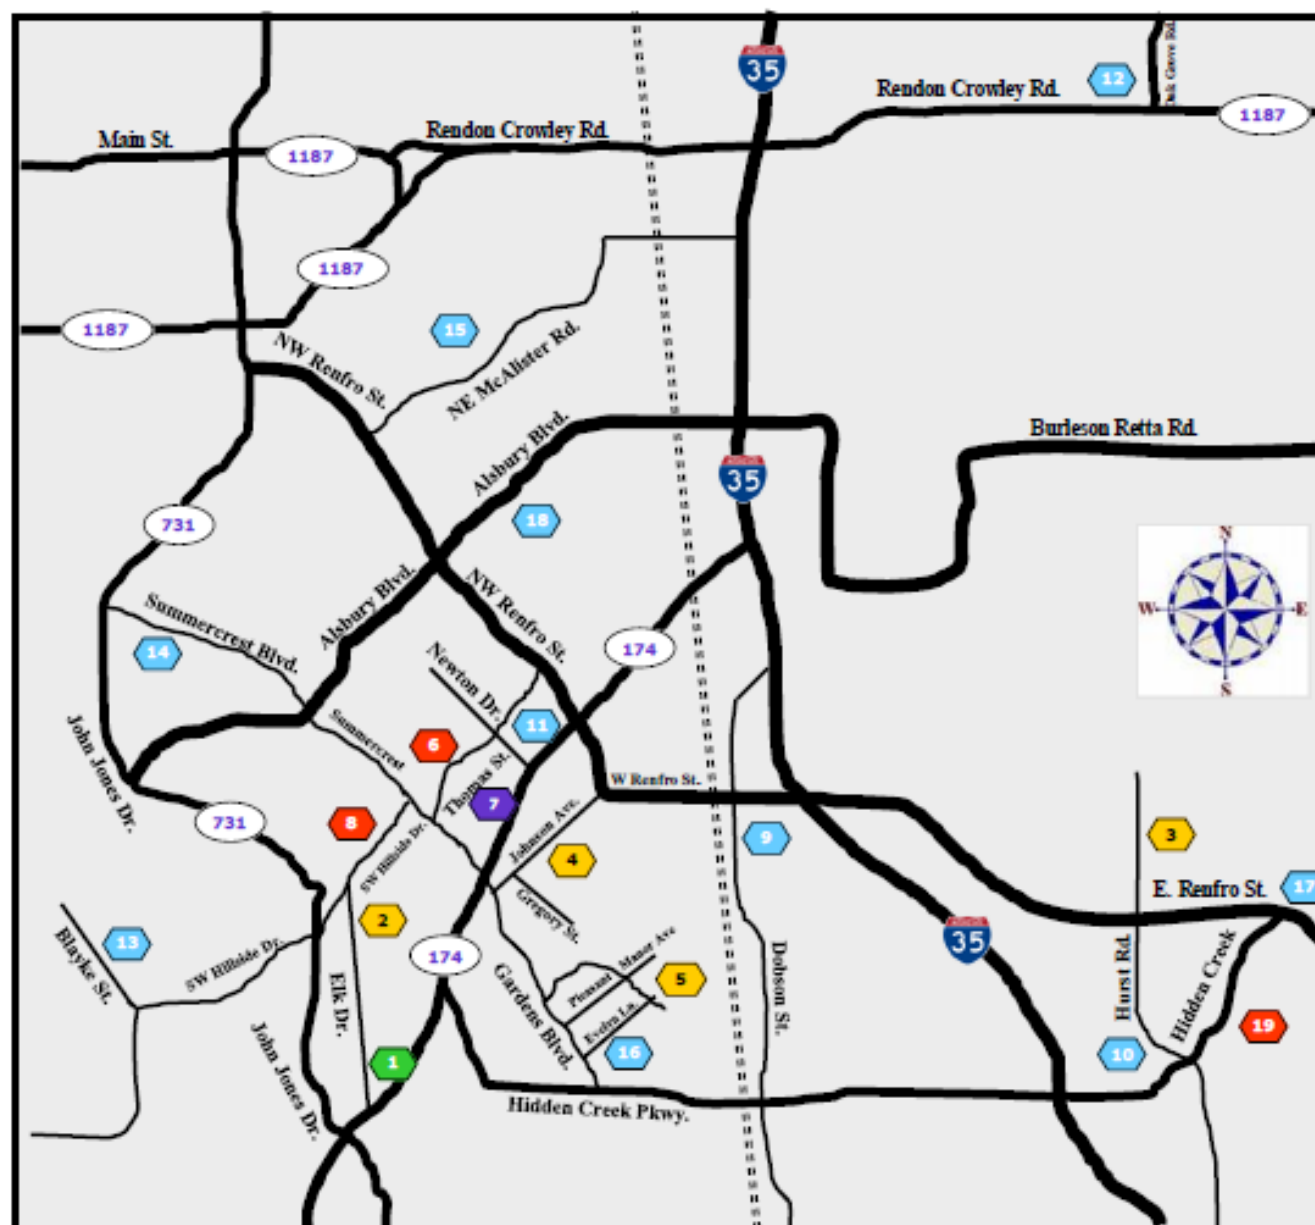 35
12
Oak Grove Rd.
Rendon Crowley Rd.
1187
Main St.
1187
Rendon Crowley Rd.
1187
1187
15
NW Renfro St.
NE McAlister Rd.
Alsbury Blvd.
Burleson Retta Rd.
35
18
731
N
W
E
S
Summercrest Blvd.
Alsbury Blvd.
NW Renfro St.
14
174
Newton Dr.
John Jones Dr.
Summercrest
6
11
Thomas St.
W Renfro St.
7
731
8
SW Hillside Dr.
Johnson Ave.
4
9
3
E. Renfro St.
17
2
Gregory St.
13
Blayke St.
SW Hillside Dr.
174
35
Elk Dr.
Gardens Blvd.
Pleasant Manor Ave
5
Evelyn Ln.
Dobson St.
Hurst Rd.
Hidden Creek
19
John Jones Dr.
1
16
10
Hidden Creek Pkwy.